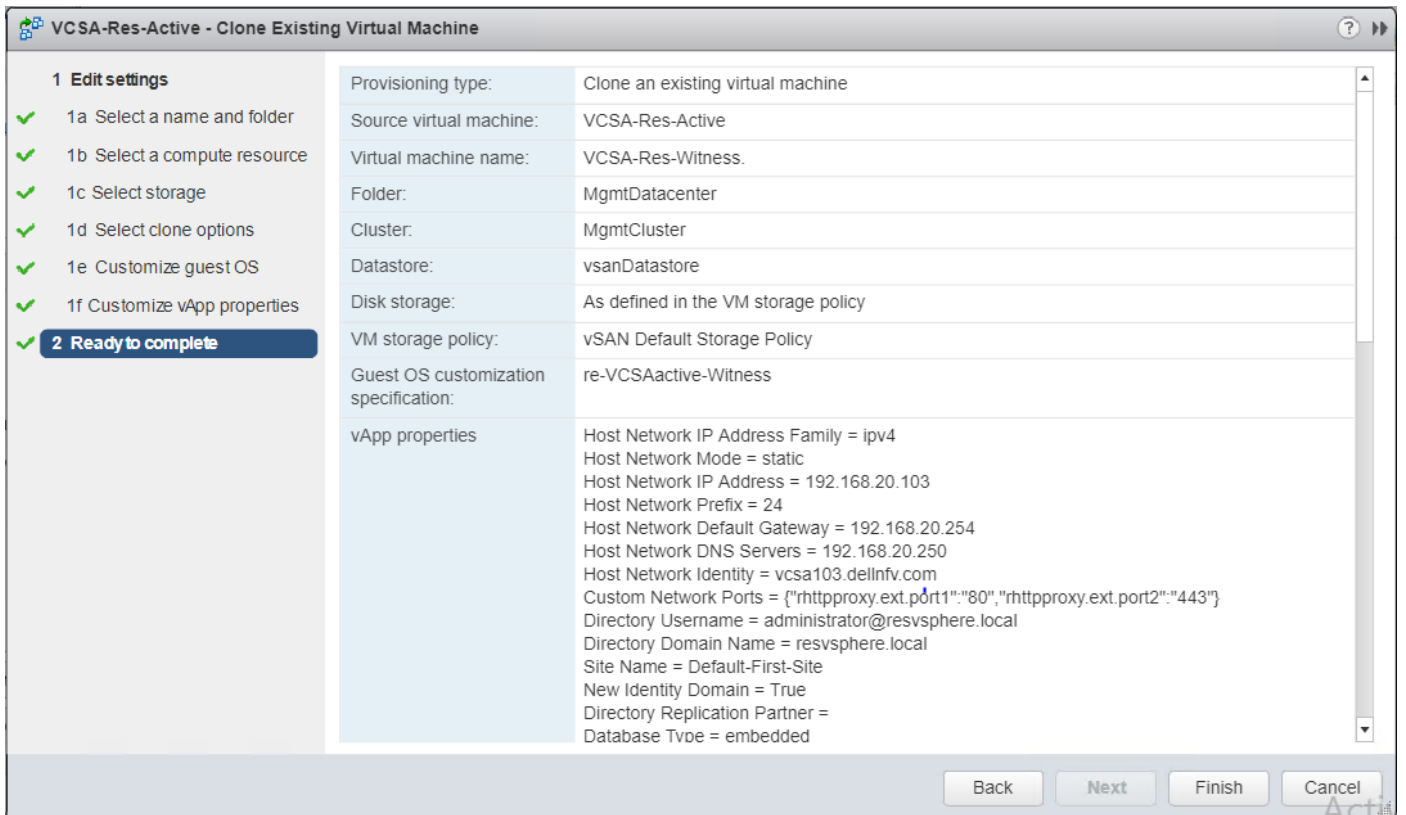 VCSA-Res-Active - Clone Existing Virtual Machine
?
1 Edit settings
1a Select a name and folder
1b Select a compute resource
1c Select storage
1d Select clone options
1e Customize guest OS
1f Customize vApp properties
2 Ready to complete
Provisioning type: Clone an existing virtual machine
Source virtual machine: VCSA-Res-Active
Virtual machine name: VCSA-Res-Witness.
Folder: MgmtDatacenter
Cluster: MgmtCluster
Datastore: vsanDatastore
Disk storage: As defined in the VM storage policy
VM storage policy: vSAN Default Storage Policy
Guest OS customization re-VCSAactive-Witness
specification:
vApp properties Host Network IP Address Family = ipv4
Host Network Mode = static
Host Network IP Address = 192.168.20.103
Host Network Prefix = 24
Host Network Default Gateway = 192.168.20.254
Host Network DNS Servers = 192.168.20.250
Host Network Identity = vcsa103.dellnfv.com
Custom Network Ports = {"rhttpproxy.ext.port1":"80","rhttpproxy.ext.port2":"443"}
Directory Username = administrator@resvsphere.local
Directory Domain Name = resvsphere.local
Site Name = Default-First-Site
New Identity Domain = True
Directory Replication Partner =
Database Type = embedded
Back Next Finish Cancel